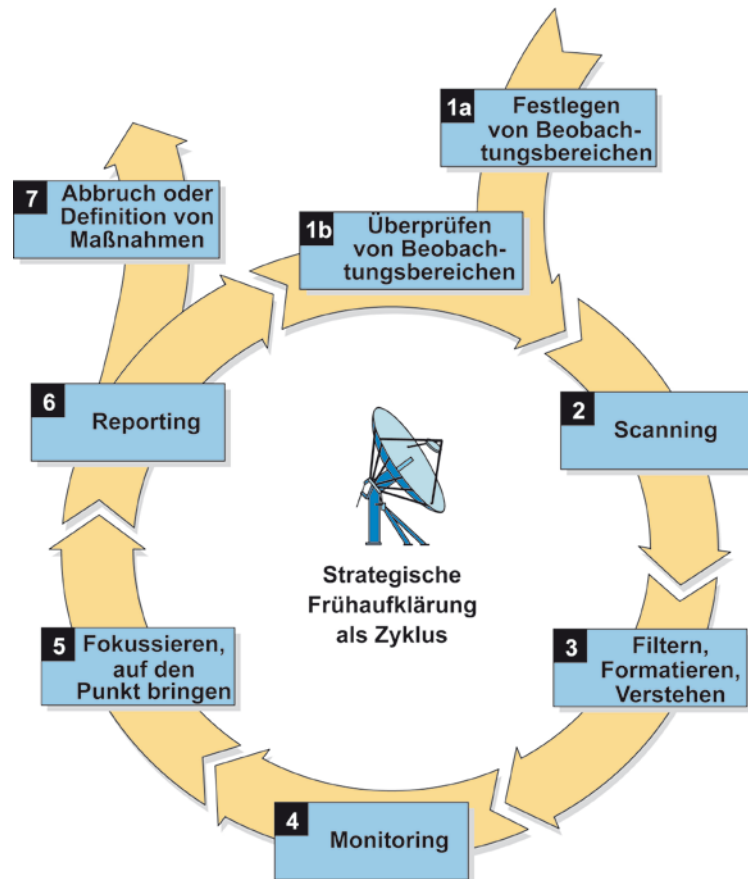 1a Festlegen
von Beobach-
tungsbereichen
1b Überprüfen
von Beobach-
tungsbereichen
2 Scanning
3 Filtern,
Formatieren,
Verstehen
4 Monitoring
5 Fokussieren,
auf den
Punkt bringen
6 Reporting
7 Abbruch oder
Definition von
Maßnahmen
Strategische
Frühaufklärung
als Zyklus